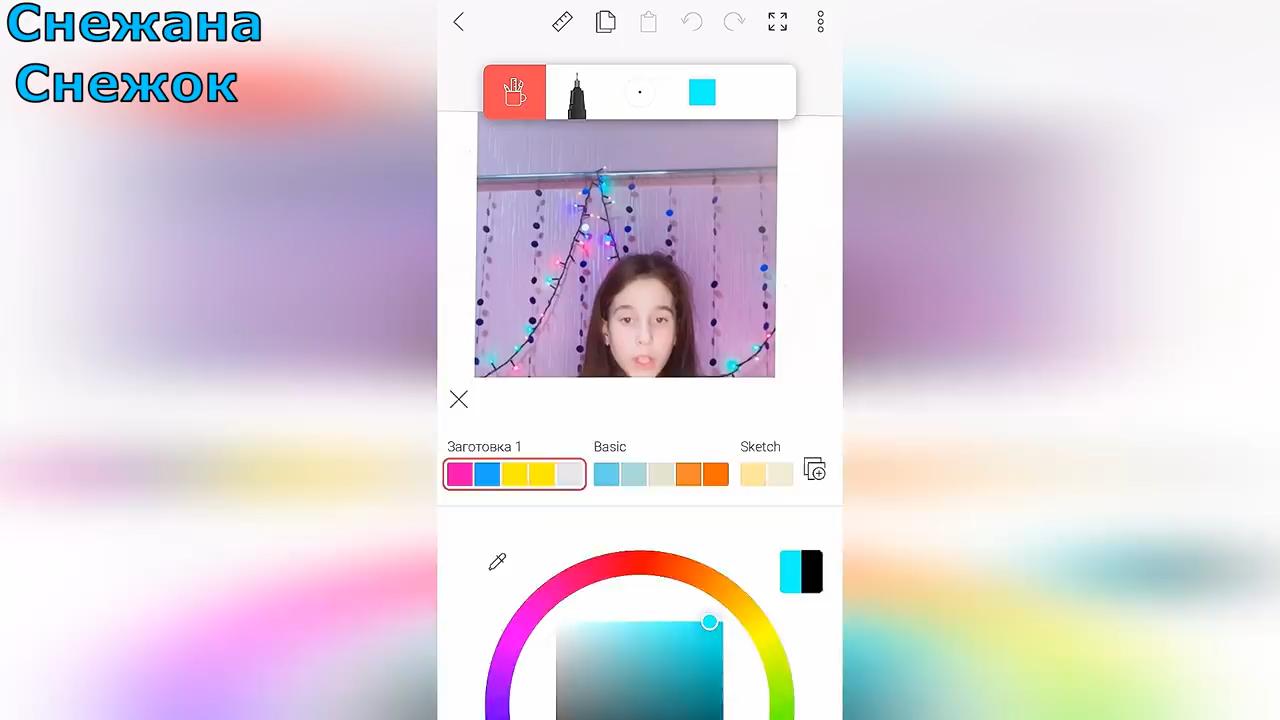 Снежана
Снежок
Заготовка 1
Basic
Sketch